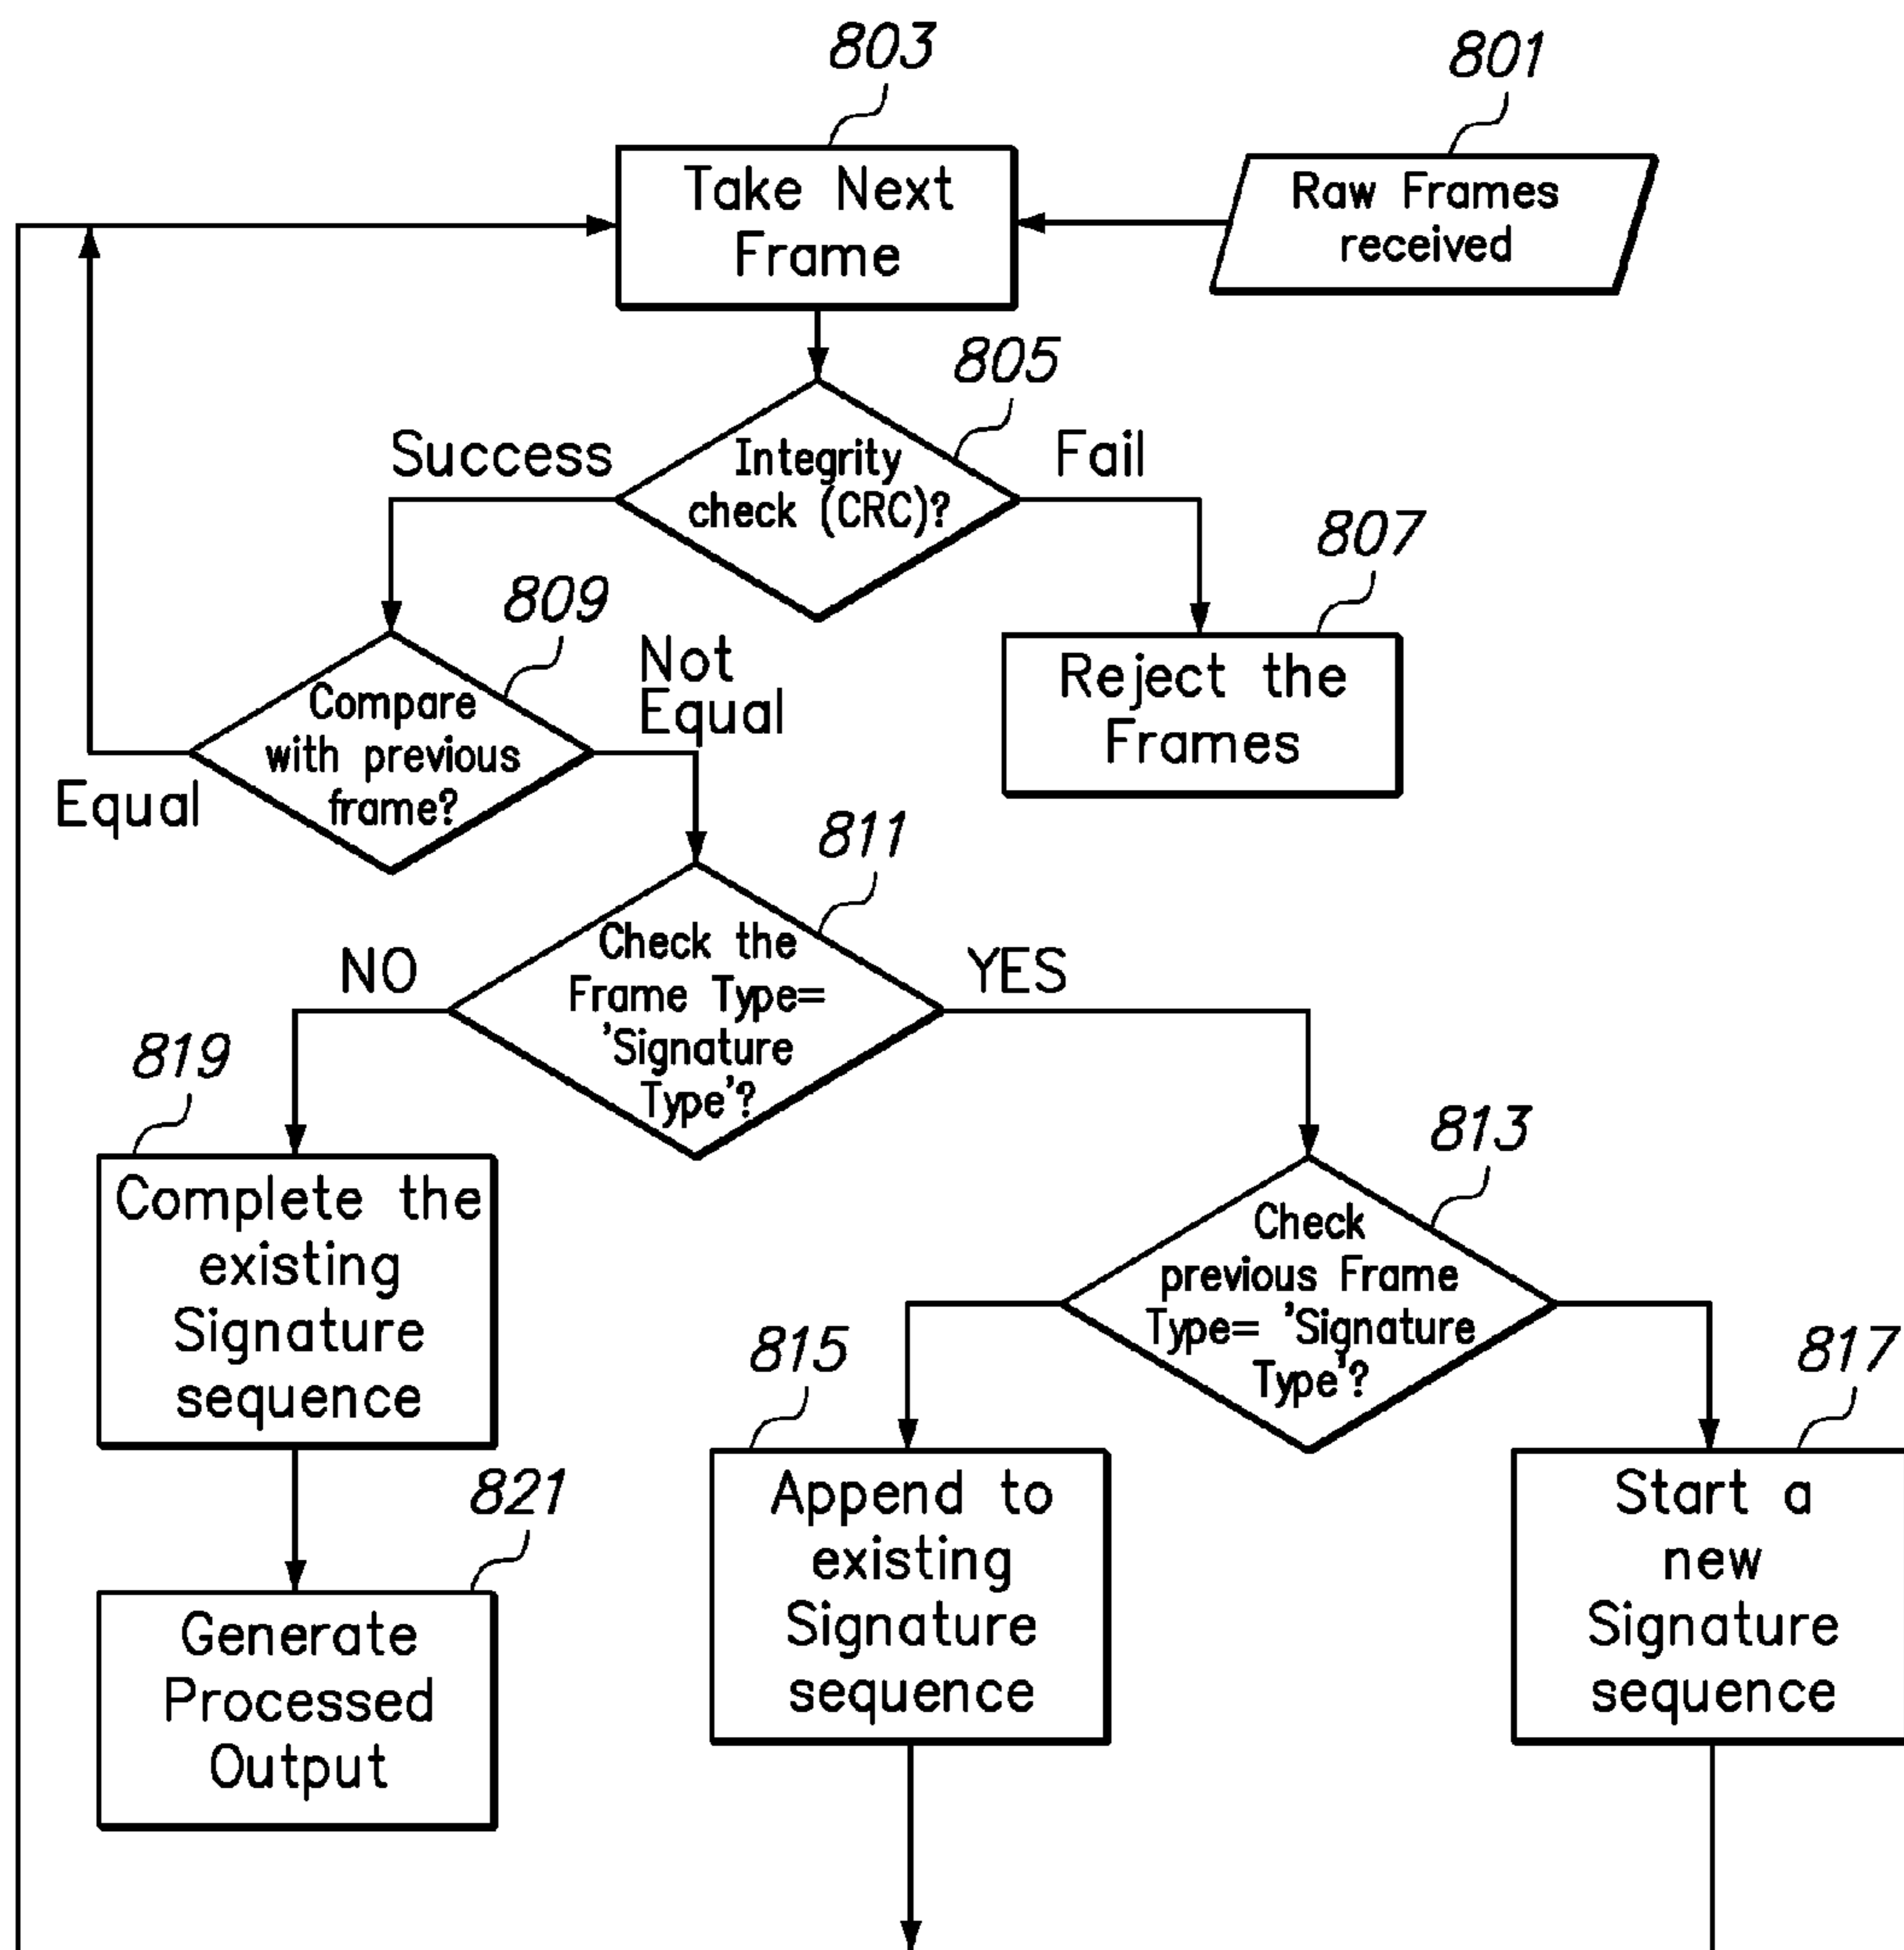 803
801
Take Next
Frame
Raw Frames
received
805
Success
Integrity
check (CRC)?
Fail
807
809
Not
Equal
Reject the
Frames
Compare
with previous
frame?
Equal
811
Check the
Frame Type=
'Signature
Type'?
NO
YES
819
813
Complete the
existing
Signature
sequence
Check
previous Frame
Type= 'Signature
Type'?
815
817
821
Append to
existing
Signature
sequence
Start a
new
Signature
sequence
Generate
Processed
Output